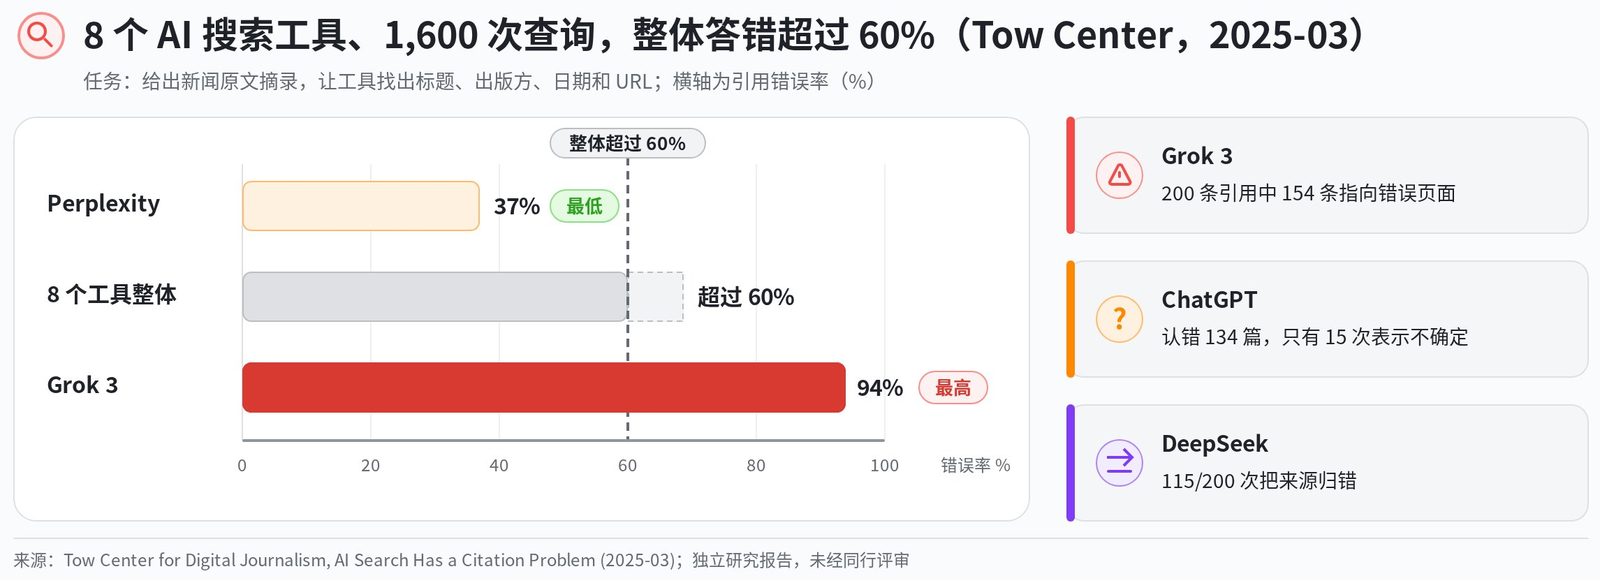 8 个 AI 搜索工具、1,600 次查询，整体答错超过 60%（Tow Center，2025-03）
任务：给出新闻原文摘录，让工具找出标题、出版方、日期和 URL；横轴为引用错误率（%）
整体超过 60%
Perplexity
37%
最低
8 个工具整体
超过 60%
Grok 3
94%
最高
0
20
40
60
80
100
错误率 %
Grok 3
200 条引用中 154 条指向错误页面
?
ChatGPT
认错 134 篇，只有 15 次表示不确定
DeepSeek
115/200 次把来源归错
来源：Tow Center for Digital Journalism, AI Search Has a Citation Problem (2025-03)；独立研究报告，未经同行评审